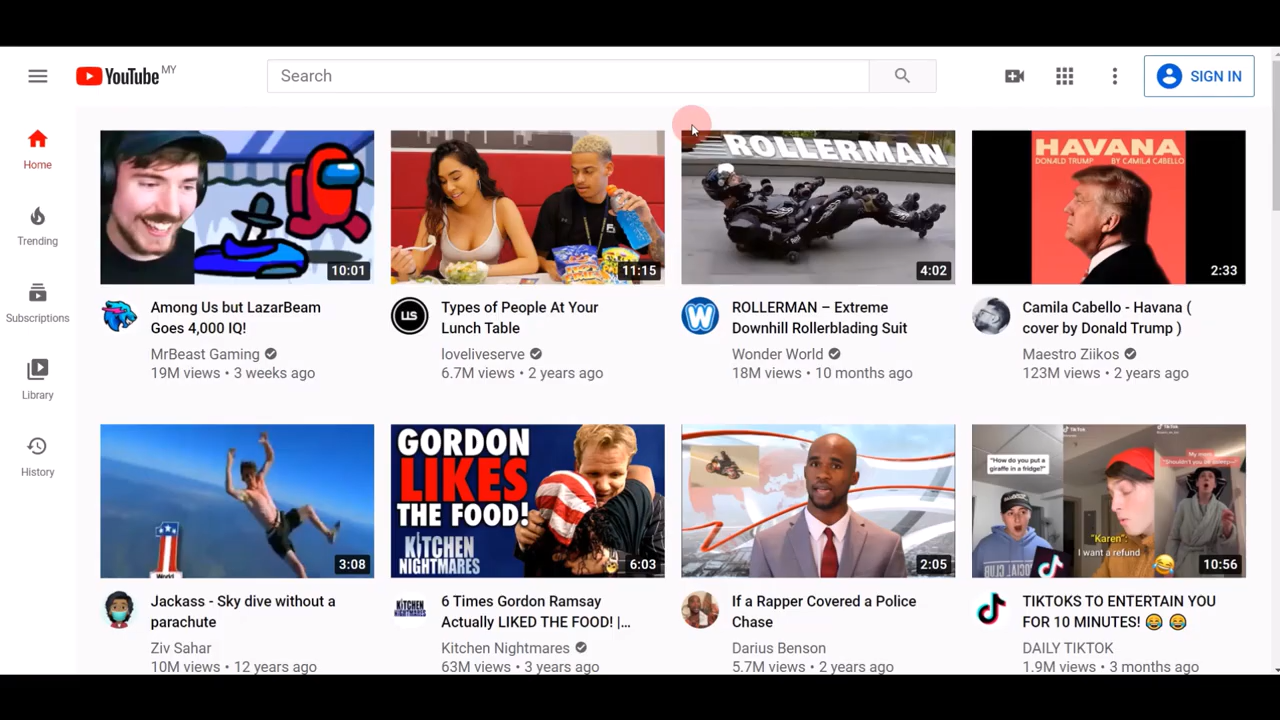 YouTube MY
Search
SIGN IN
Home
Trending
Subscriptions
Library
History
10:01
Among Us but LazarBeam
Goes 4,000 IQ!
MrBeast Gaming
19M views • 3 weeks ago
11:15
LLS
Types of People At Your
Lunch Table
loveliveserve
6.7M views • 2 years ago
ROLLERMAN
4:02
W
ROLLERMAN – Extreme
Downhill Rollerblading Suit
Wonder World
18M views • 10 months ago
HAVANA
DONALD TRUMP BY CAMILA CABELLO
2:33
Camila Cabello - Havana (
cover by Donald Trump )
Maestro Ziikos
123M views • 2 years ago
3:08
Jackass - Sky dive without a
parachute
Ziv Sahar
10M views • 12 years ago
GORDON
LIKES
THE FOOD!
KITCHEN
NIGHTMARES
6:03
KITCHEN
NIGHTMARES
6 Times Gordon Ramsay
Actually LIKED THE FOOD! |...
Kitchen Nightmares
63M views • 3 years ago
2:05
If a Rapper Covered a Police
Chase
Darius Benson
5.7M views • 2 years ago
TikTok
TikTok
"How do you put a
giraffe in a fridge?"
"Karen":
I want a refund
10:56
TIKTOKS TO ENTERTAIN YOU
FOR 10 MINUTES! 😂 😂
DAILY TIKTOK
1.9M views • 3 months ago